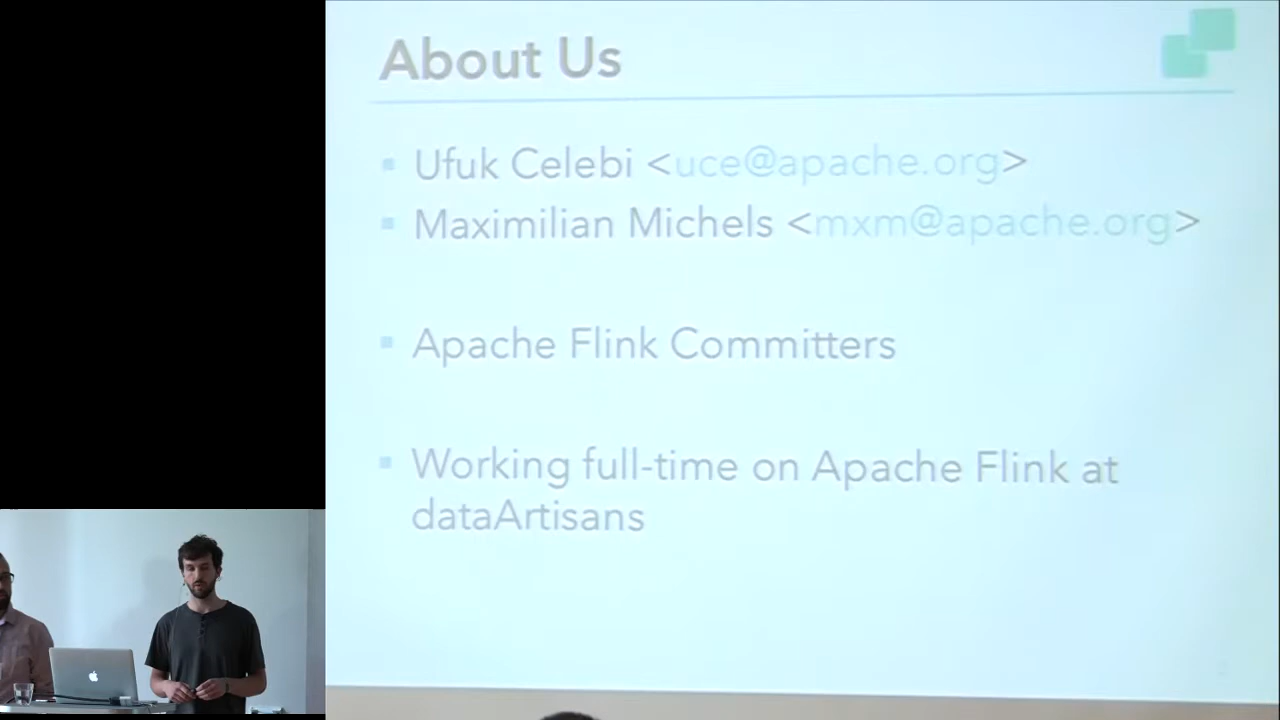 About Us
Ufuk Celebi <uce@apache.org>
Maximilian Michels <mxm@apache.org>
Apache Flink Committers
Working full-time on Apache Flink at
dataArtisans